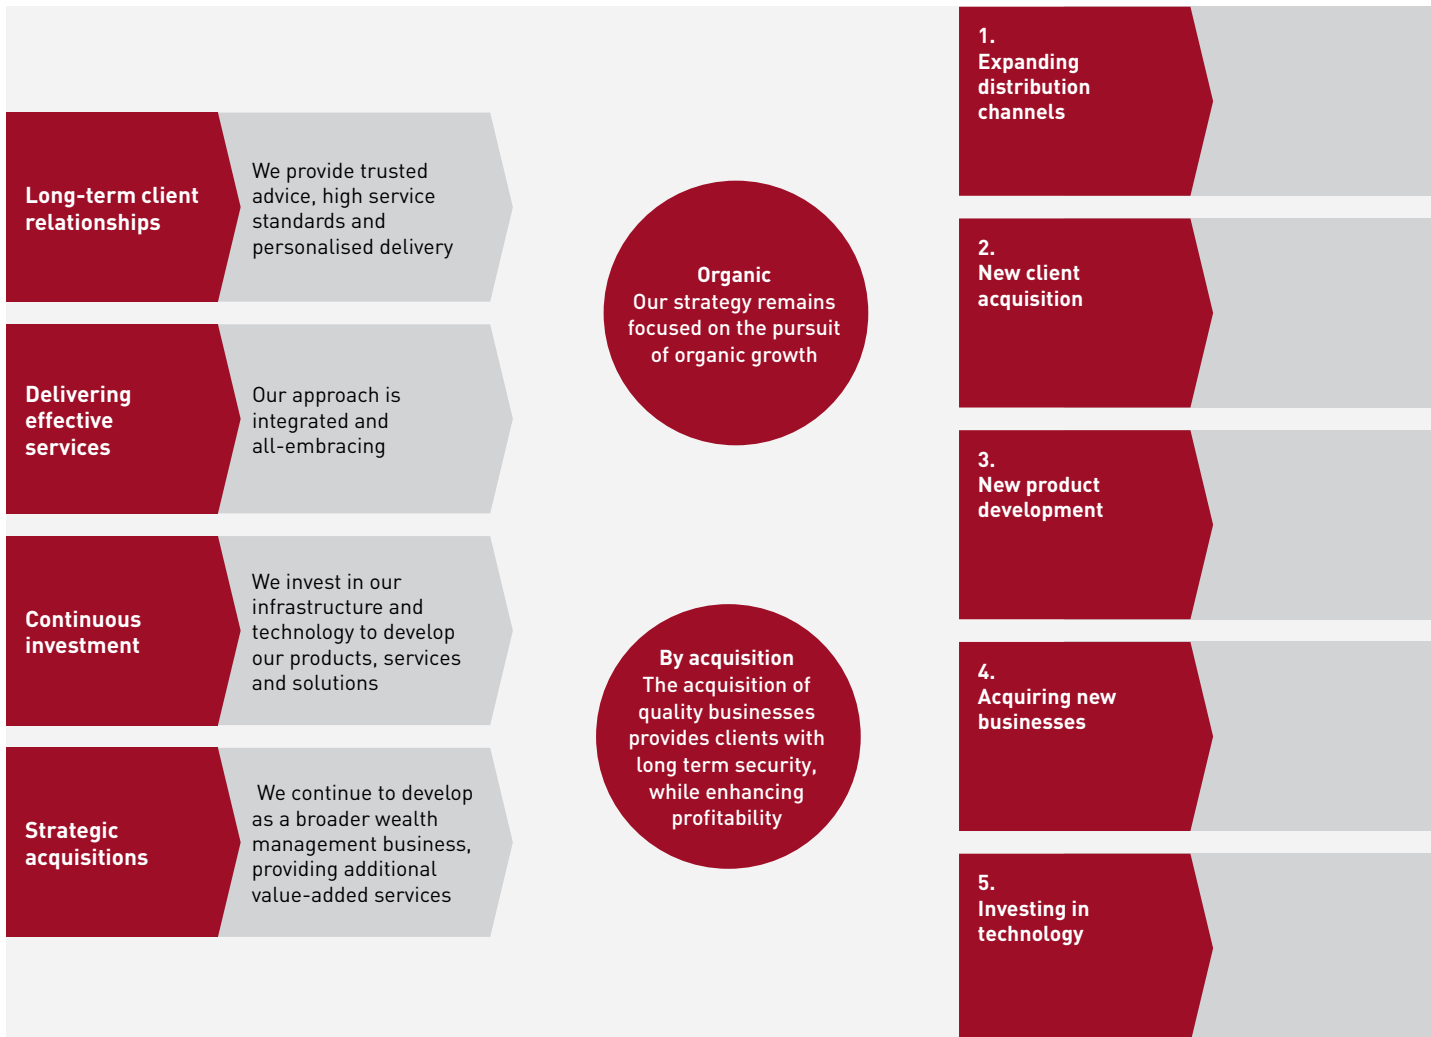 Long-term client
relationships
We provide trusted
advice, high service
standards and
personalised delivery
Delivering
effective
services
Our approach is
integrated and
all-embracing
Continuous
investment
We invest in our
infrastructure and
technology to develop
our products, services
and solutions
Strategic
acquisitions
We continue to develop
as a broader wealth
management business,
providing additional
value-added services
Organic
Our strategy remains
focused on the pursuit
of organic growth
By acquisition
The acquisition of
quality businesses
provides clients with
long term security,
while enhancing
profitability
1.
Expanding
distribution
channels
2.
New client
acquisition
3.
New product
development
4.
Acquiring new
businesses
5.
Investing in
technology